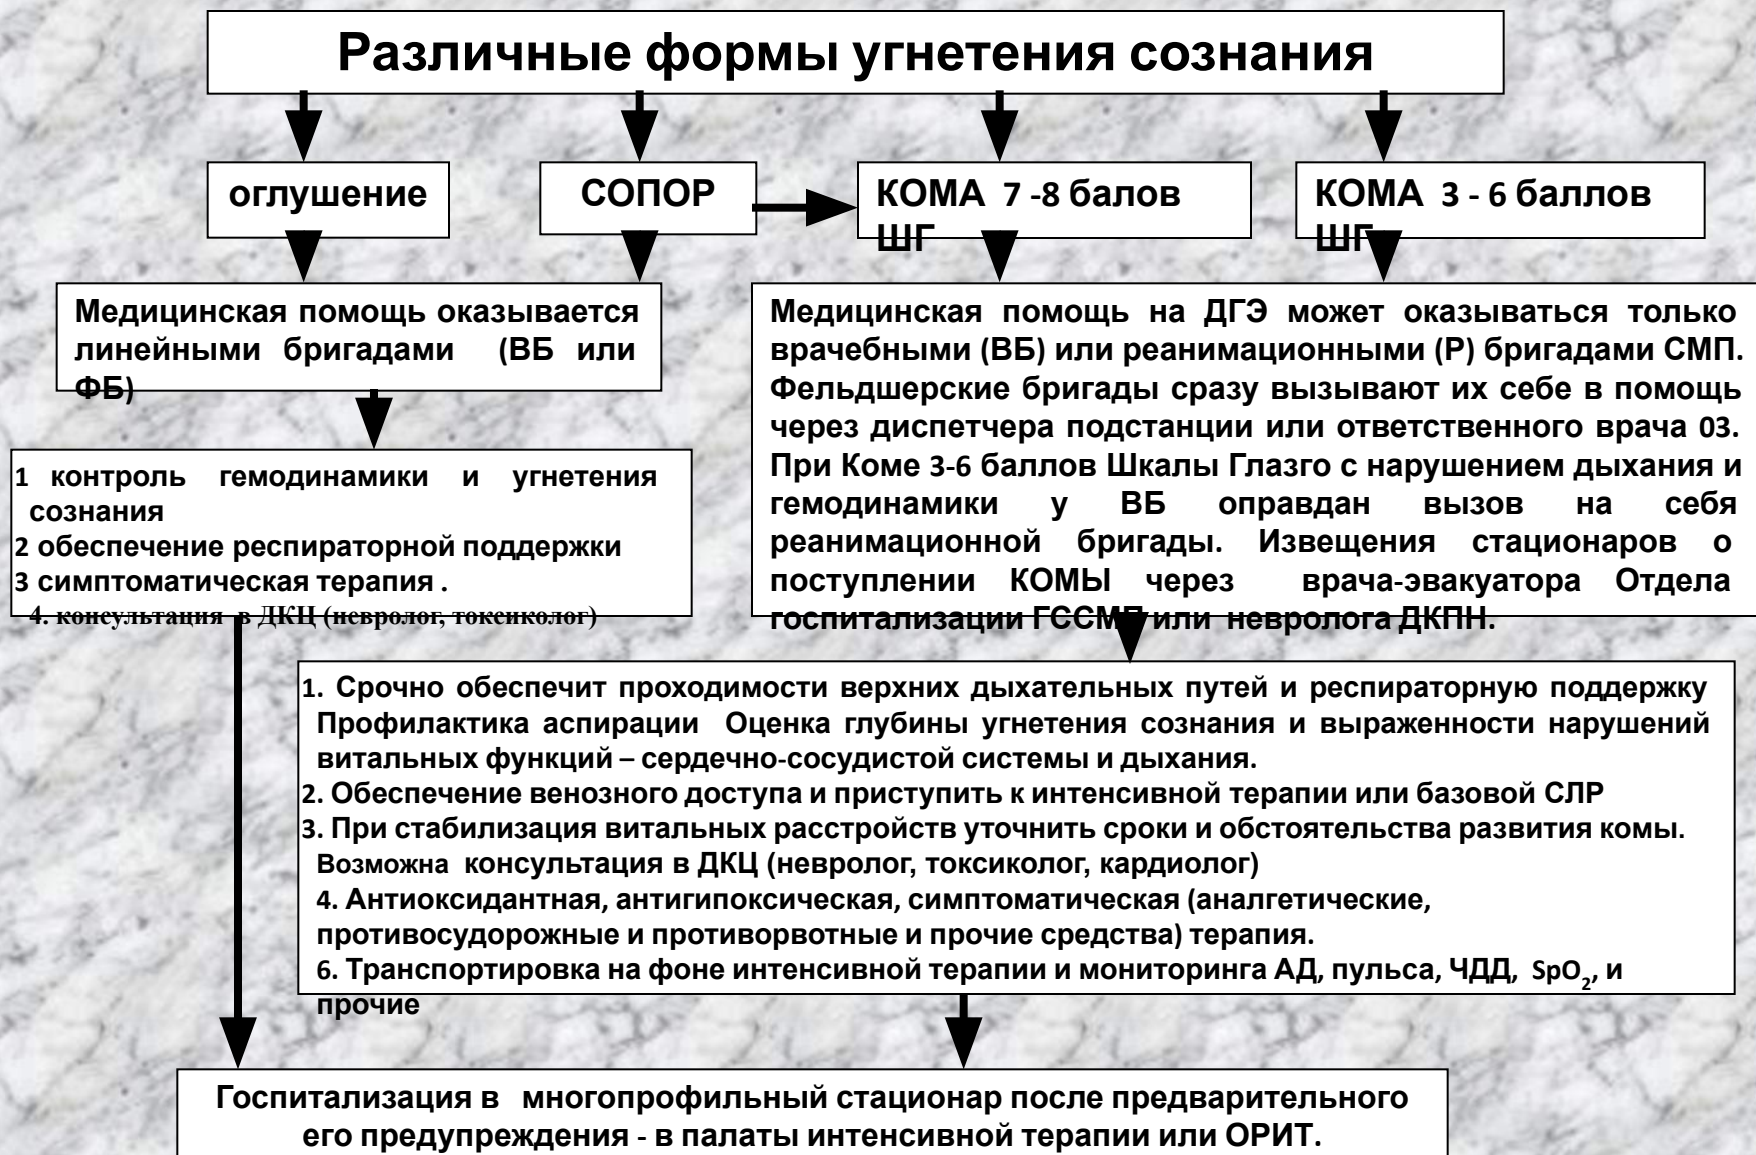 Различные формы угнетения сознания
оглушение
СОПОР
КОМА 7 -8 балов
ШГ
КОМА 3 - 6 баллов
ШГ
Медицинская помощь оказывается
линейными бригадами (ВБ или
ФБ)
Медицинская помощь на ДГЭ может оказываться только
врачебными (ВБ) или реанимационными (Р) бригадами СМП.
Фельдшерские бригады сразу вызывают их себе в помощь
через диспетчера подстанции или ответственного врача 03.
При Коме 3-6 баллов Шкалы Глазго с нарушением дыхания и
гемодинамики у ВБ оправдан вызов на себя
реанимационной бригады. Извещения стационаров о
поступлении КОМЫ через врача-эвакуатора Отдела
госпитализации ГССМП или невролога ДКПН.
1 контроль гемодинамики и угнетения
сознания
2 обеспечение респираторной поддержки
3 симптоматическая терапия .
4. консультация в ДКЦ (невролог, токсиколог)
1. Срочно обеспечит проходимости верхних дыхательных путей и респираторную поддержку
Профилактика аспирации Оценка глубины угнетения сознания и выраженности нарушений
витальных функций – сердечно-сосудистой системы и дыхания.
2. Обеспечение венозного доступа и приступить к интенсивной терапии или базовой СЛР
3. При стабилизация витальных расстройств уточнить сроки и обстоятельства развития комы.
Возможна консультация в ДКЦ (невролог, токсиколог, кардиолог)
4. Антиоксидантная, антигипоксическая, симптоматическая (аналгетические,
противосудорожные и противорвотные и прочие средства) терапия.
6. Транспортировка на фоне интенсивной терапии и мониторинга АД, пульса, ЧДД, SpO₂, и
прочие
Госпитализация в многопрофильный стационар после предварительного
его предупреждения - в палаты интенсивной терапии или ОРИТ.